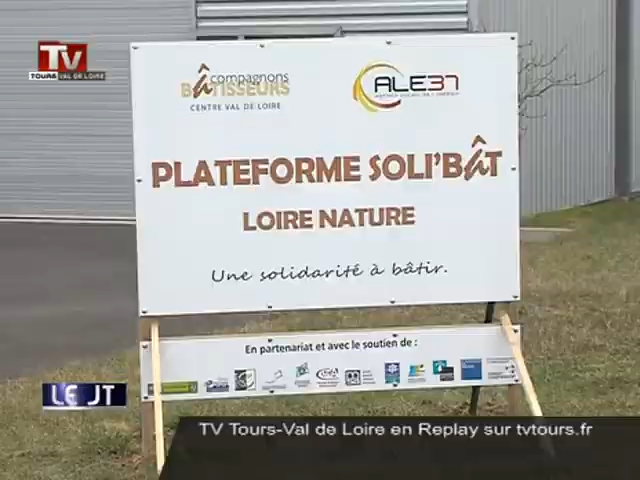 TV
TOURS VAL DE LOIRE
compagnons
BâTISSEURS
CENTRE VAL DE LOIRE
ALE37
PLATEFORME SOLI'BâT
LOIRE NATURE
Une solidarité à bâtir.
En partenariat et avec le soutien de :
LE JT
TV Tours-Val de Loire en Replay sur tvtours.fr